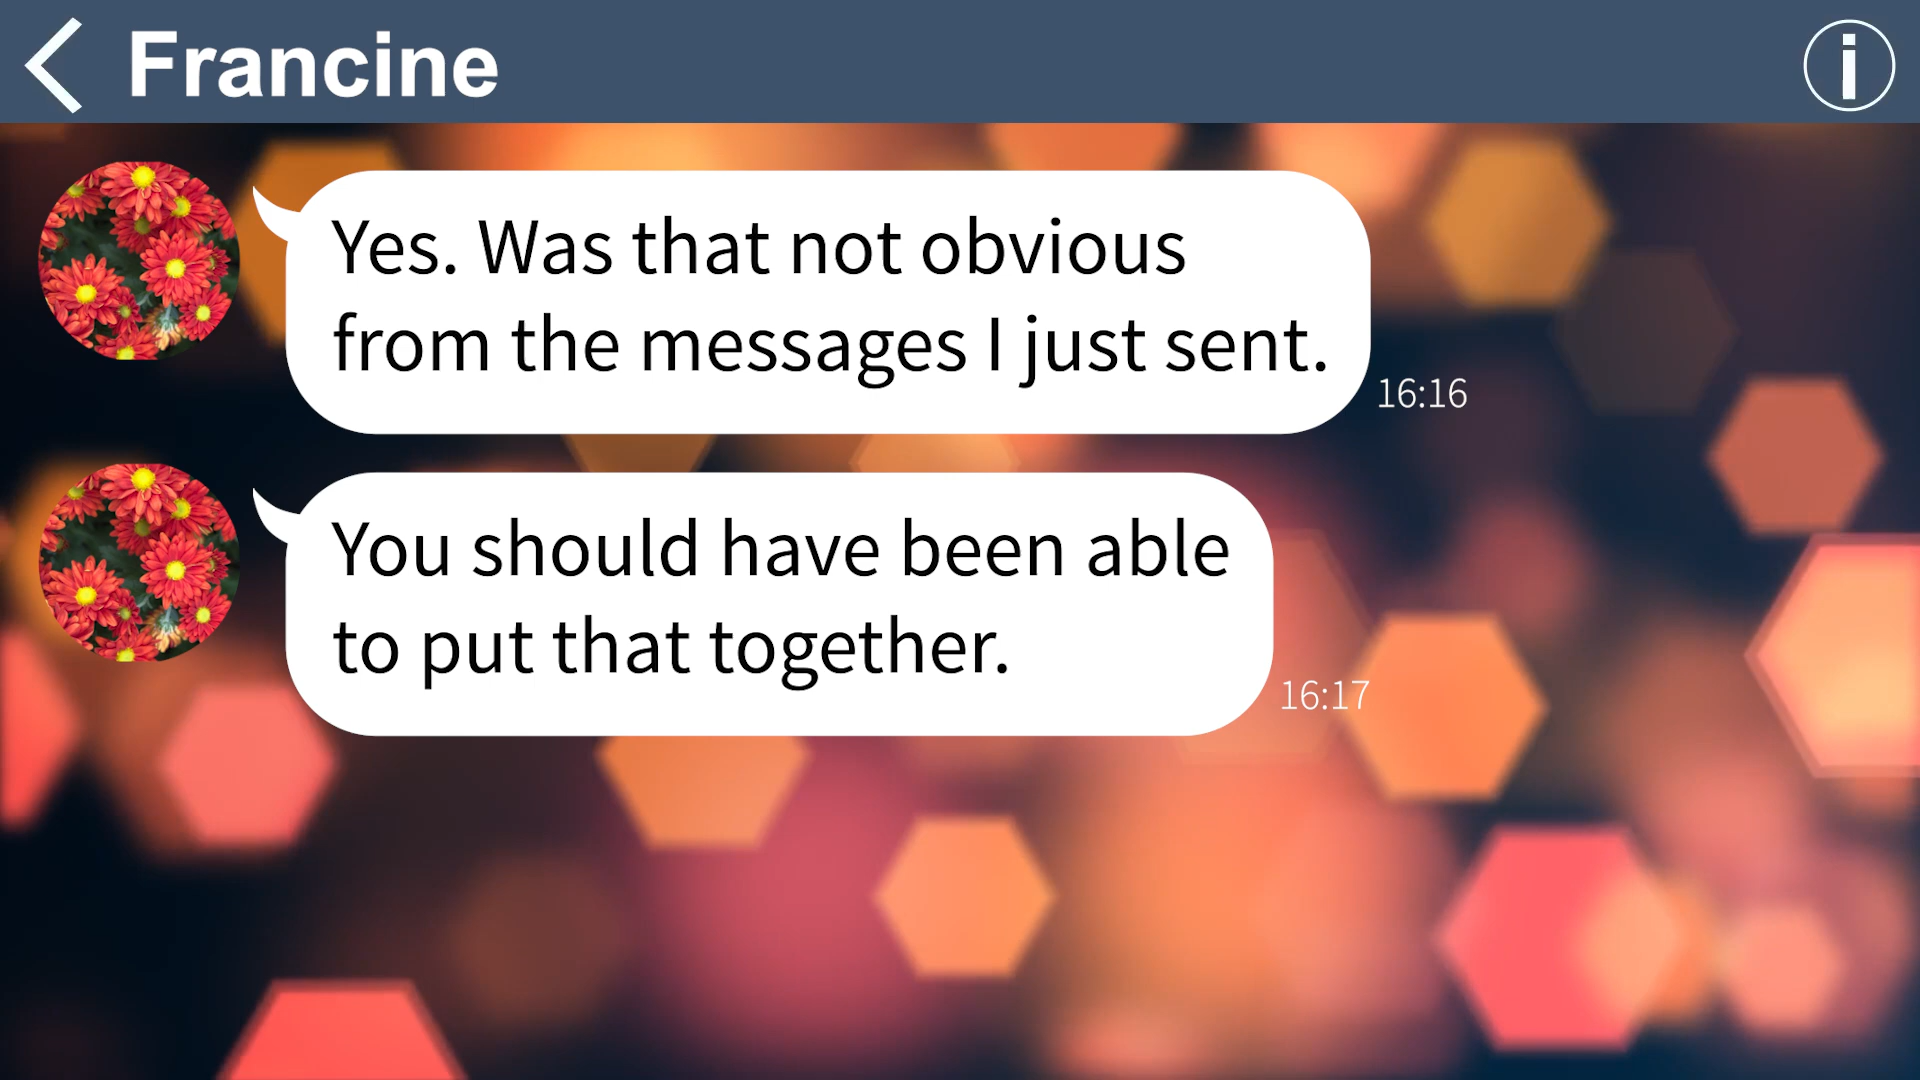 Francine
Yes. Was that not obvious
from the messages I just sent.
16:16
You should have been able
to put that together.
16:17